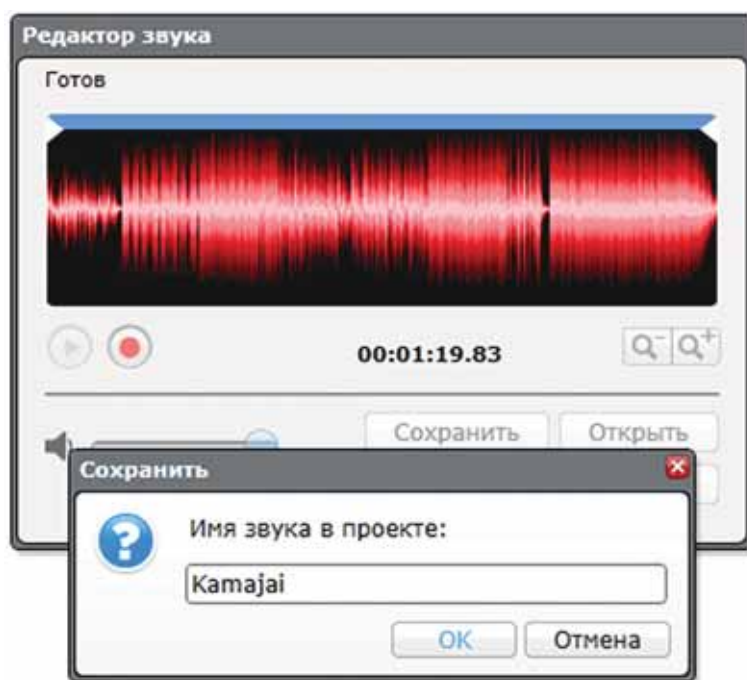 Редактор звука
Готов
00:01:19.83
Сохранить Открыть
Сохранить
Имя звука в проекте:
Kamajai
OK Отмена